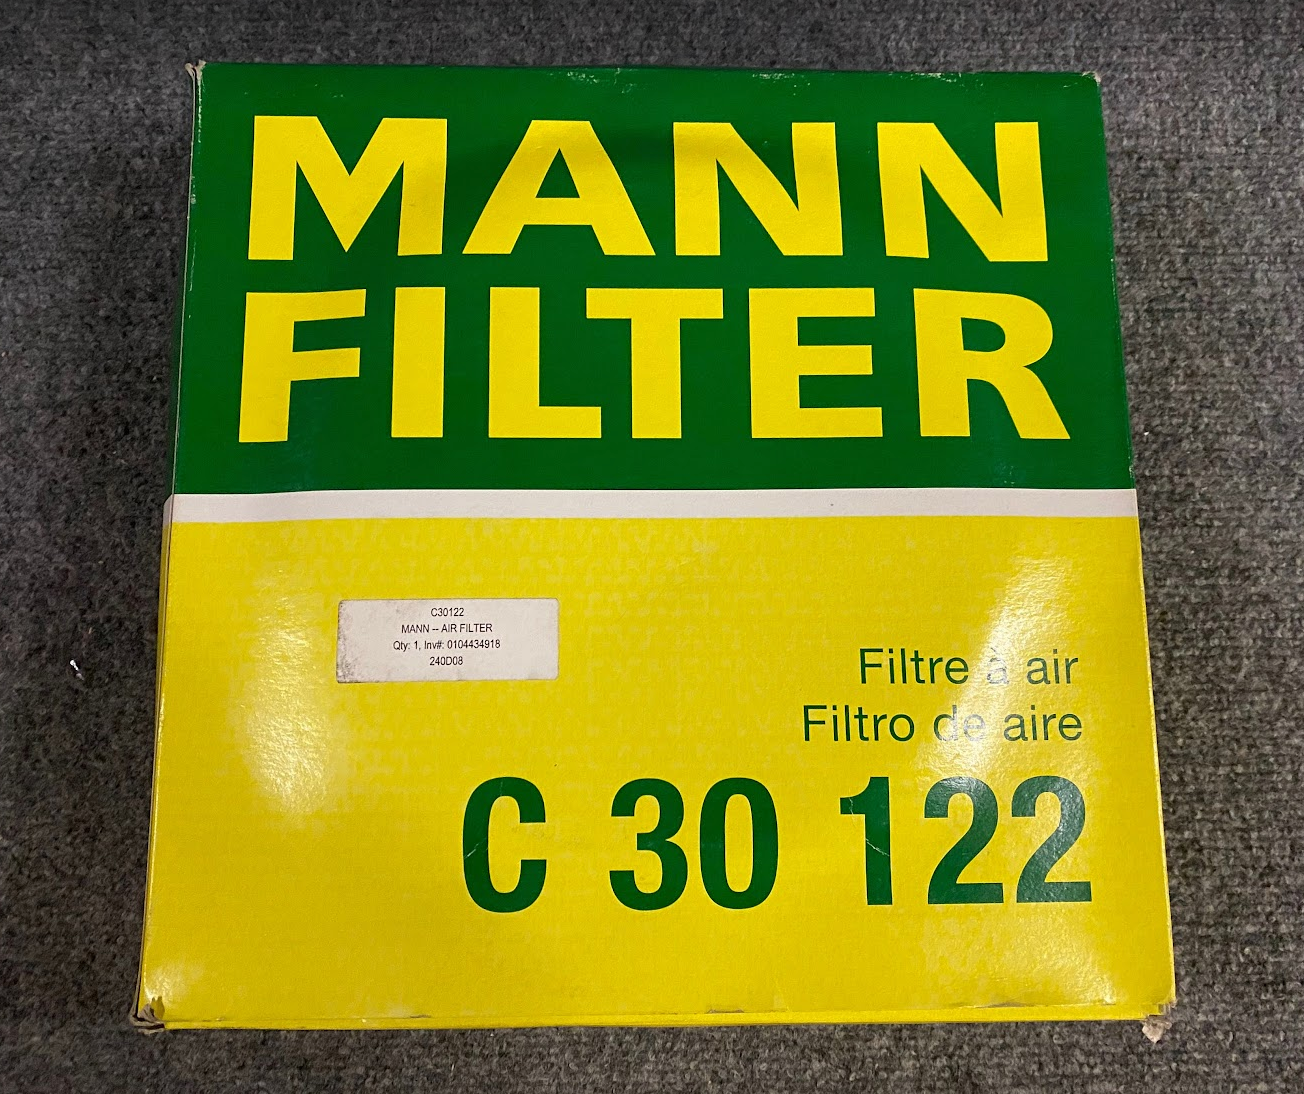 MANN
FILTER
C30122
MANN -- AIR FILTER
Qty: 1, Inv#: 0104434918
240D08
Filtre à air
Filtro de aire
C 30 122